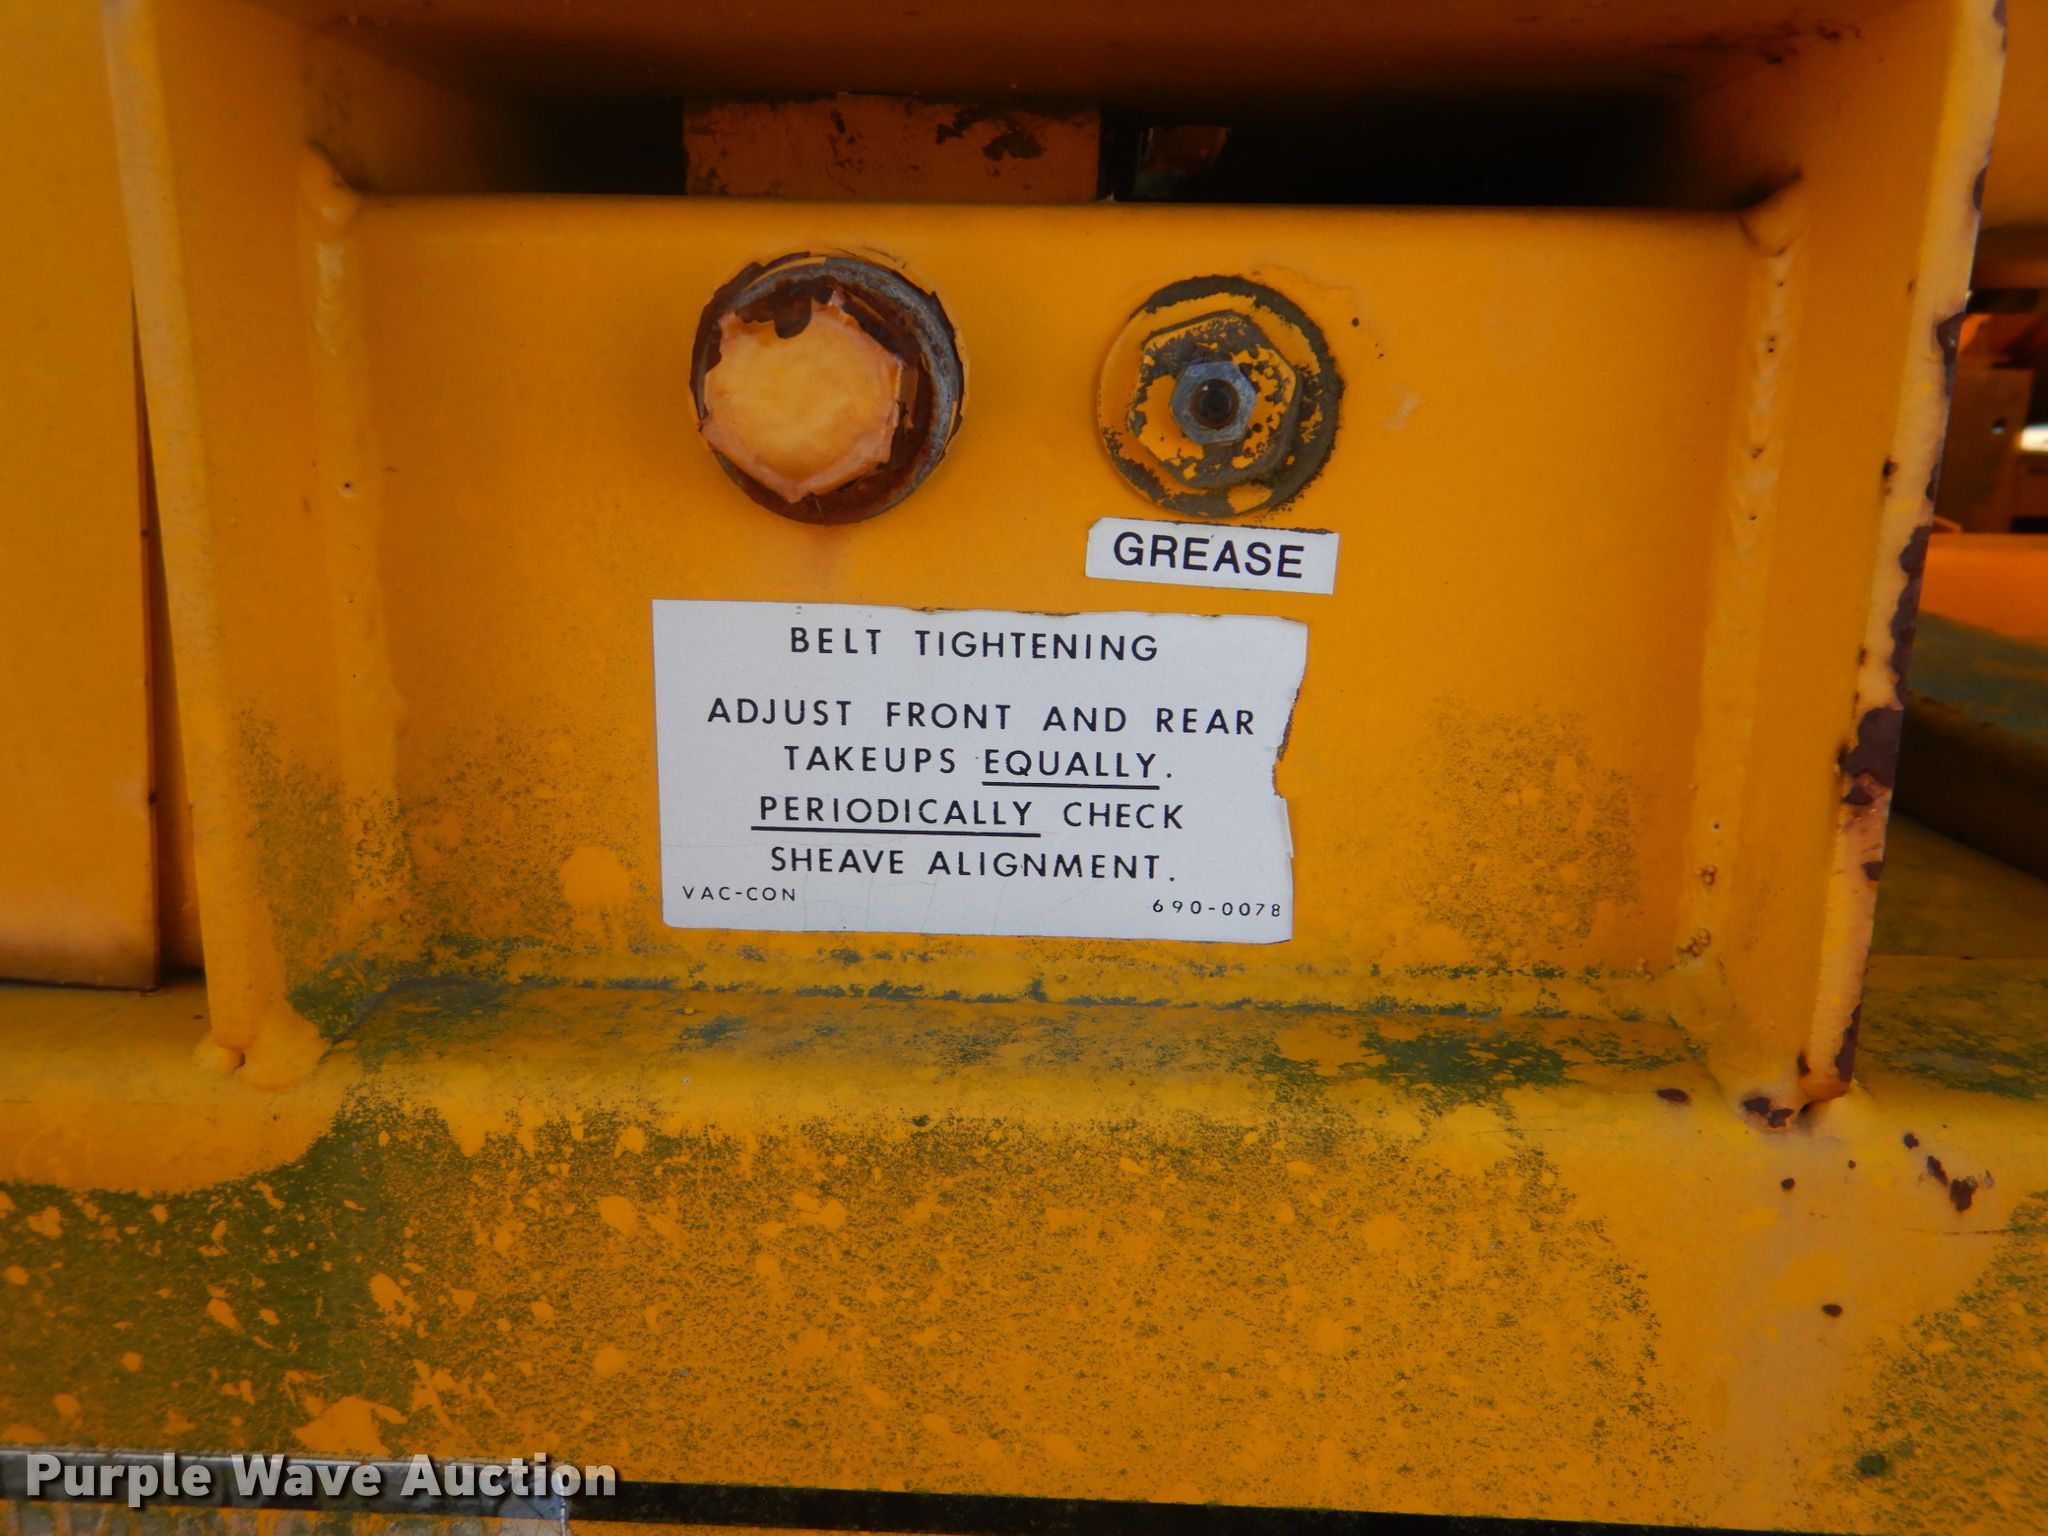 GREASE
BELT TIGHTENING
ADJUST FRONT AND REAR
TAKEUPS EQUALLY.
PERIODICALLY CHECK
SHEAVE ALIGNMENT.
VAC-CON 690-0078
Purple Wave Auction